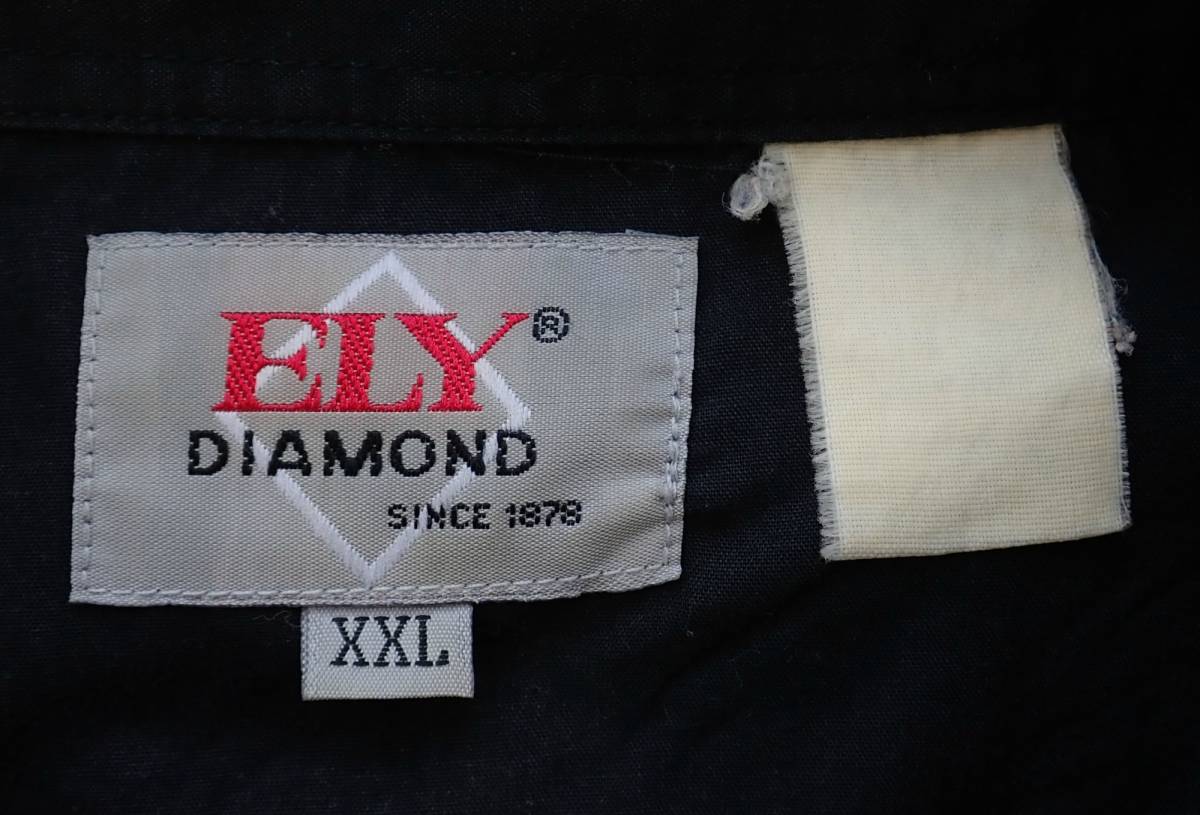 ELY®
DIAMOND
SINCE 1878
XXL